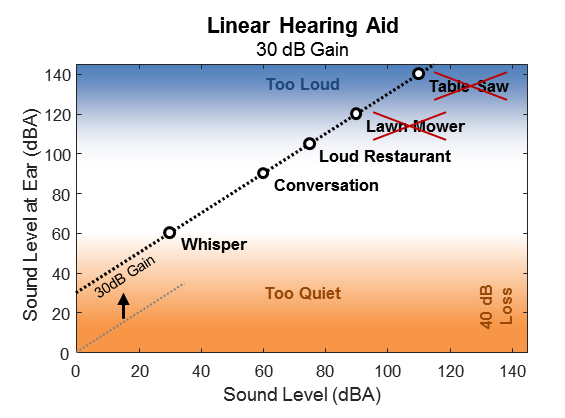 Linear Hearing Aid
30 dB Gain
140
120
100
80
60
40
20
0
Sound Level at Ear (dBA)
Too Loud
Table Saw
Lawn Mower
Loud Restaurant
Conversation
Whisper
30dB Gain
Too Quiet
40 dB
Loss
0 20 40 60 80 100 120 140
Sound Level (dBA)